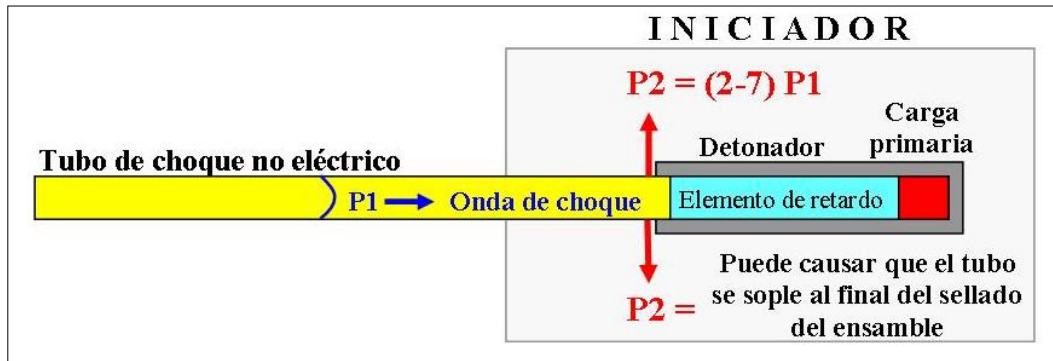 I N I C I A D O R
P2 = (2-7) P1
Carga
primaria
Detonador
Tubo de choque no eléctrico
P1
Onda de choque
Elemento de retardo
P2 =
Puede causar que el tubo
se sople al final del sellado
del ensamble